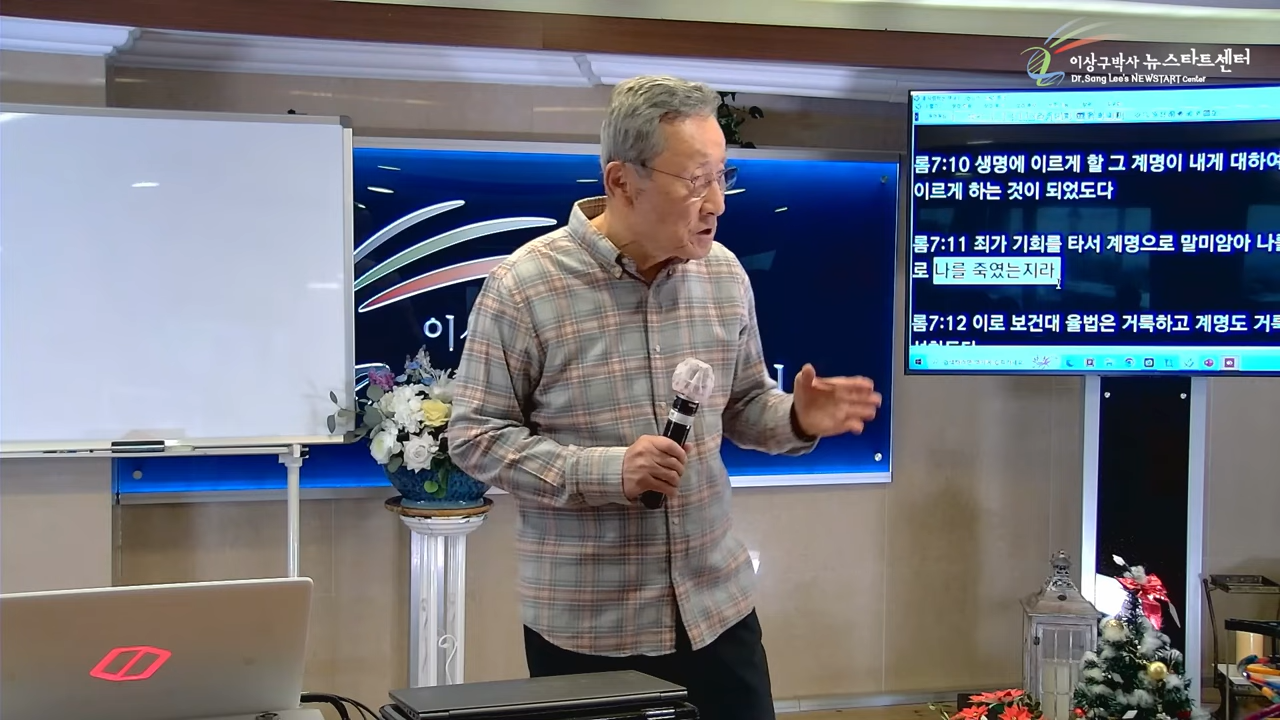 이상구박사 뉴스타트센터
Dr. Sang Lee's NEWSTART Center
롬7:10 생명에 이르게 할 그 계명이 내게 대하여
이르게 하는 것이 되었도다
롬7:11 죄가 기회를 타서 계명으로 말미암아 나를
로 나를 죽였는지라
롬7:12 이로 보건대 율법은 거룩하고 계명도 거룩
이